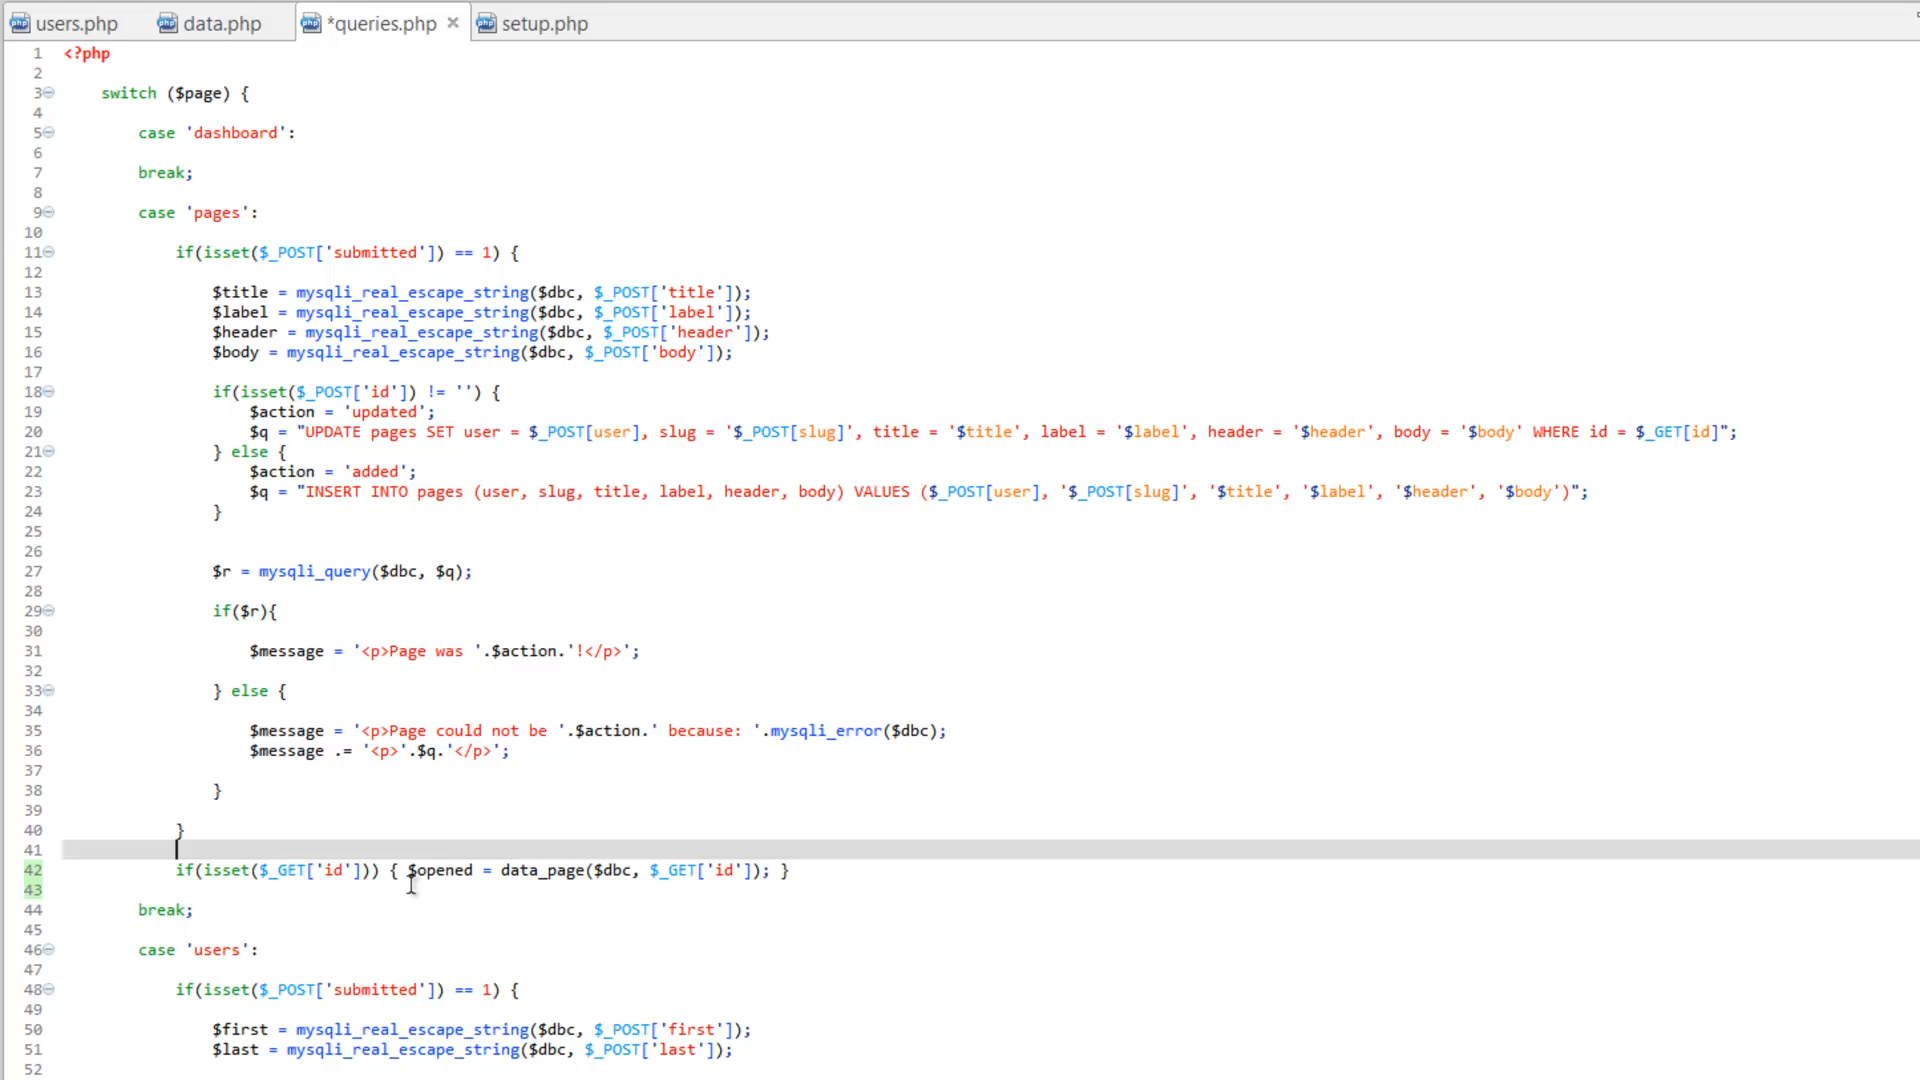 users.php data.php *queries.php setup.php
1 <?php
2
3 switch ($page) {
4
5 case 'dashboard':
6
7 break;
8
9 case 'pages':
10
11 if(isset($_POST['submitted']) == 1) {
12
13 $title = mysqli_real_escape_string($dbc, $_POST['title']);
14 $label = mysqli_real_escape_string($dbc, $_POST['label']);
15 $header = mysqli_real_escape_string($dbc, $_POST['header']);
16 $body = mysqli_real_escape_string($dbc, $_POST['body']);
17
18 if(isset($_POST['id']) != '') {
19 $action = 'updated';
20 $q = "UPDATE pages SET user = $_POST[user], slug = '$_POST[slug]', title = '$title', label = '$label', header = '$header', body = '$body' WHERE id = $_GET[id]";
21 } else {
22 $action = 'added';
23 $q = "INSERT INTO pages (user, slug, title, label, header, body) VALUES ($_POST[user], '$_POST[slug]', '$title', '$label', '$header', '$body')";
24 }
25
26
27 $r = mysqli_query($dbc, $q);
28
29 if($r){
30
31 $message = '<p>Page was '.$action.'!</p>';
32
33 } else {
34
35 $message = '<p>Page could not be '.$action.' because: '.mysqli_error($dbc);
36 $message .= '<p>'.$q.'</p>';
37
38 }
39
40 }
41
42 if(isset($_GET['id'])) { $opened = data_page($dbc, $_GET['id']); }
43
44 break;
45
46 case 'users':
47
48 if(isset($_POST['submitted']) == 1) {
49
50 $first = mysqli_real_escape_string($dbc, $_POST['first']);
51 $last = mysqli_real_escape_string($dbc, $_POST['last']);
52